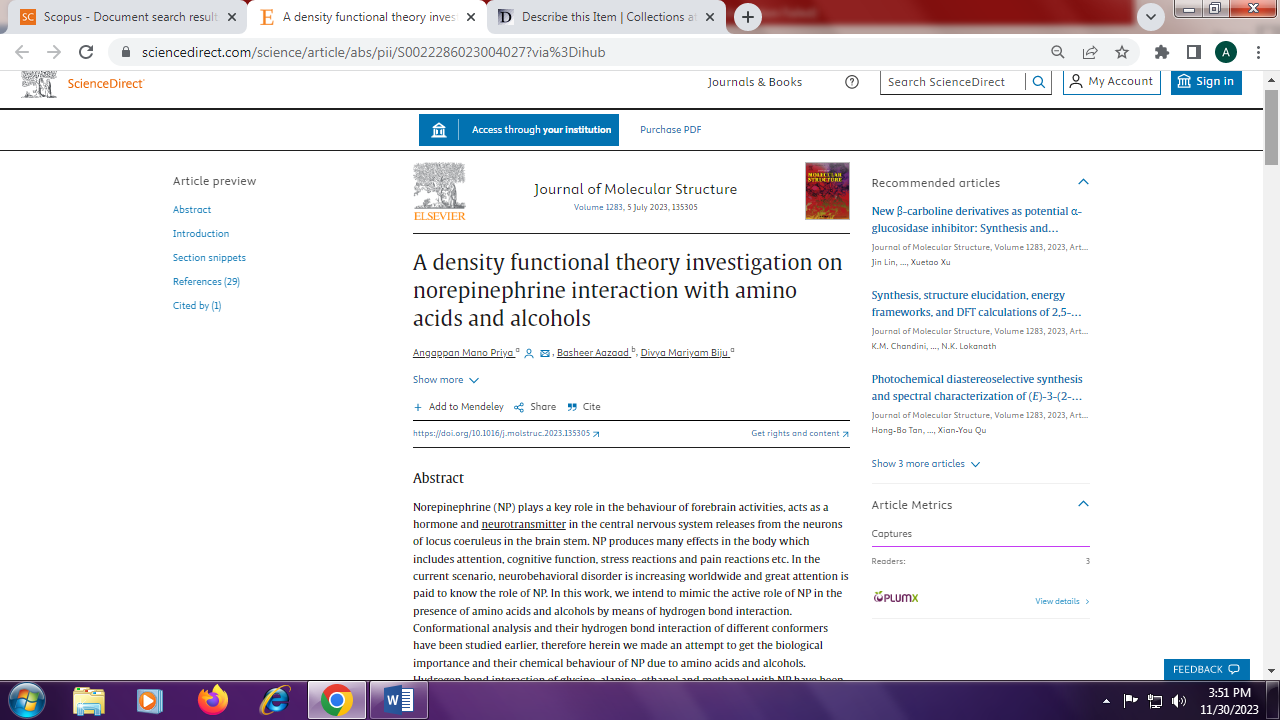 Scopus - Document search result
A density functional theory inves
Describe this Item | Collections a
sciencedirect.com/science/article/abs/pii/S0022286023004027?via%3Dihub
A
ScienceDirect
Journals & Books
?
Search ScienceDirect
My Account
Sign in
Access through your institution
Purchase PDF
Article preview
Abstract
Introduction
Section snippets
References (29)
Cited by (1)
ELSEVIER
Journal of Molecular Structure
Volume 1283, 5 July 2023, 135305
MOLECULAR
STRUCTURE
A density functional theory investigation on
norepinephrine interaction with amino
acids and alcohols
Angappan Mano Priya a , Basheer Aazaad b, Divya Mariyam Biju a
Show more
+ Add to Mendeley Share Cite
https://doi.org/10.1016/j.molstruc.2023.135305
Get rights and content
Abstract
Norepinephrine (NP) plays a key role in the behaviour of forebrain activities, acts as a
hormone and neurotransmitter in the central nervous system releases from the neurons
of locus coeruleus in the brain stem. NP produces many effects in the body which
includes attention, cognitive function, stress reactions and pain reactions etc. In the
current scenario, neurobehavioral disorder is increasing worldwide and great attention is
paid to know the role of NP. In this work, we intend to mimic the active role of NP in the
presence of amino acids and alcohols by means of hydrogen bond interaction.
Conformational analysis and their hydrogen bond interaction of different conformers
have been studied earlier, therefore herein we made an attempt to get the biological
importance and their chemical behaviour of NP due to amino acids and alcohols.
Hydrogen bond interaction of glycine, alanine, ethanol and methanol with NP have been
Recommended articles
New β-carboline derivatives as potential α-
glucosidase inhibitor: Synthesis and…
Journal of Molecular Structure, Volume 1283, 2023, Art…
Jin Lin, …, Xuetao Xu
Synthesis, structure elucidation, energy
frameworks, and DFT calculations of 2,5-…
Journal of Molecular Structure, Volume 1283, 2023, Art…
K.M. Chandini, …, N.K. Lokanath
Photochemical diastereoselective synthesis
and spectral characterization of (E)-3-(2-…
Journal of Molecular Structure, Volume 1283, 2023, Art…
Hong-Bo Tan, …, Xian-You Qu
Show 3 more articles
Article Metrics
Captures
Readers: 3
PLUMX
View details >
FEEDBACK
3:51 PM
11/30/2023